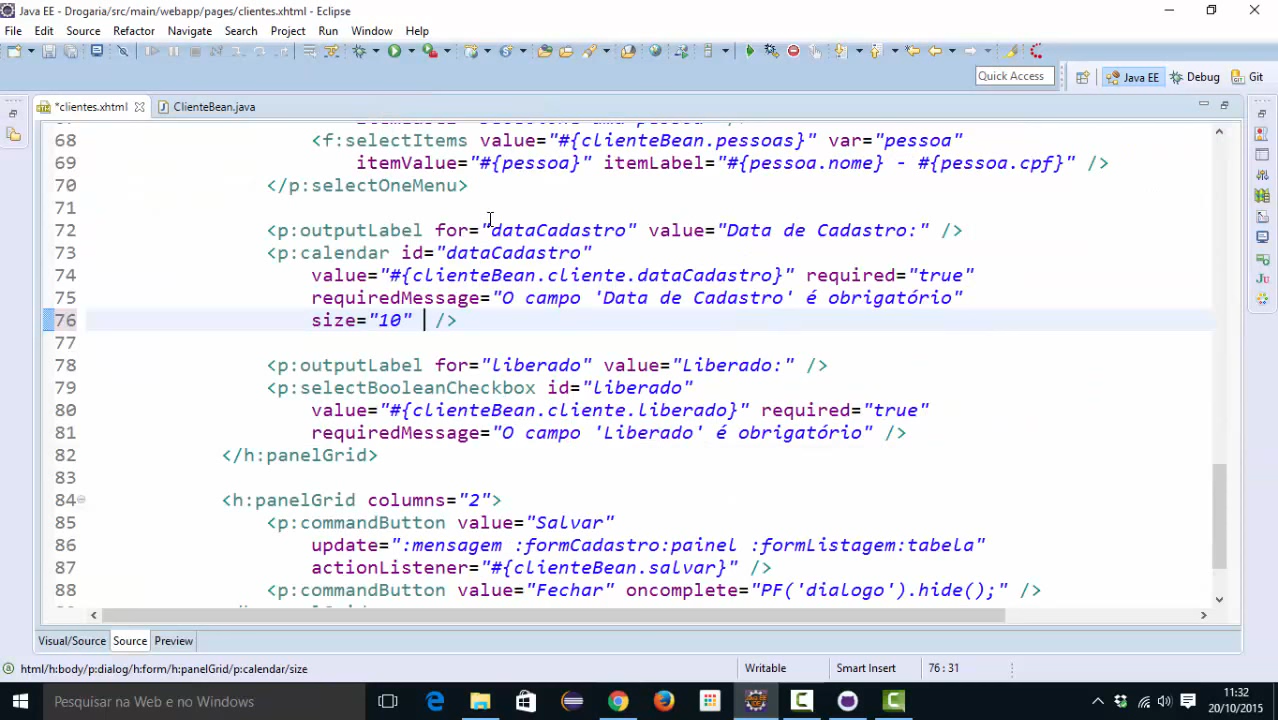 Java EE - Drogaria/src/main/webapp/pages/clientes.xhtml - Eclipse
File Edit Source Refactor Navigate Search Project Run Window Help
Quick Access Java EE Debug Git
*clientes.xhtml ClienteBean.java
68 <f:selectItems value="#{clienteBean.pessoas}" var="pessoa"
69 itemValue="#{pessoa}" itemLabel="#{pessoa.nome} - #{pessoa.cpf}" />
70 </p:selectOneMenu>
71
72 <p:outputLabel for="dataCadastro" value="Data de Cadastro:" />
73 <p:calendar id="dataCadastro"
74 value="#{clienteBean.cliente.dataCadastro}" required="true"
75 requiredMessage="O campo 'Data de Cadastro' é obrigatório"
76 size="10" />
77
78 <p:outputLabel for="liberado" value="Liberado:" />
79 <p:selectBooleanCheckbox id="liberado"
80 value="#{clienteBean.cliente.liberado}" required="true"
81 requiredMessage="O campo 'Liberado' é obrigatório" />
82 </h:panelGrid>
83
84 <h:panelGrid columns="2">
85 <p:commandButton value="Salvar"
86 update=":mensagem :formCadastro:painel :formListagem:tabela"
87 actionListener="#{clienteBean.salvar}" />
88 <p:commandButton value="Fechar" oncomplete="PF('dialogo').hide();" />
Visual/Source Source Preview
html/h:body/p:dialog/h:form/h:panelGrid/p:calendar/size Writable Smart Insert 76 : 31
Pesquisar na Web e no Windows
11:32
20/10/2015